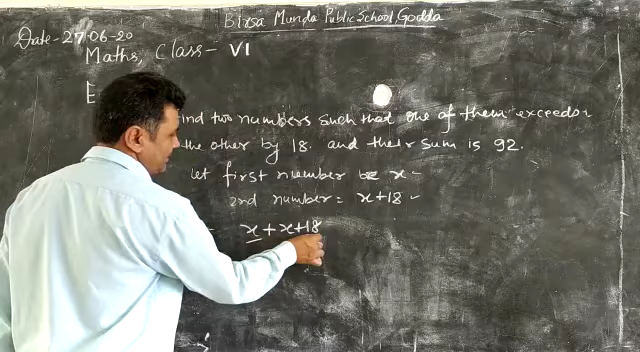 Birsa Munda Public School, Godda
Date-27.06-20
Maths, Class- VI
E
ind two numbers such that one of them exceedsr
the other by 18. and their sum is 92.
let first number be x-
2nd number= x+18-
x+x+18